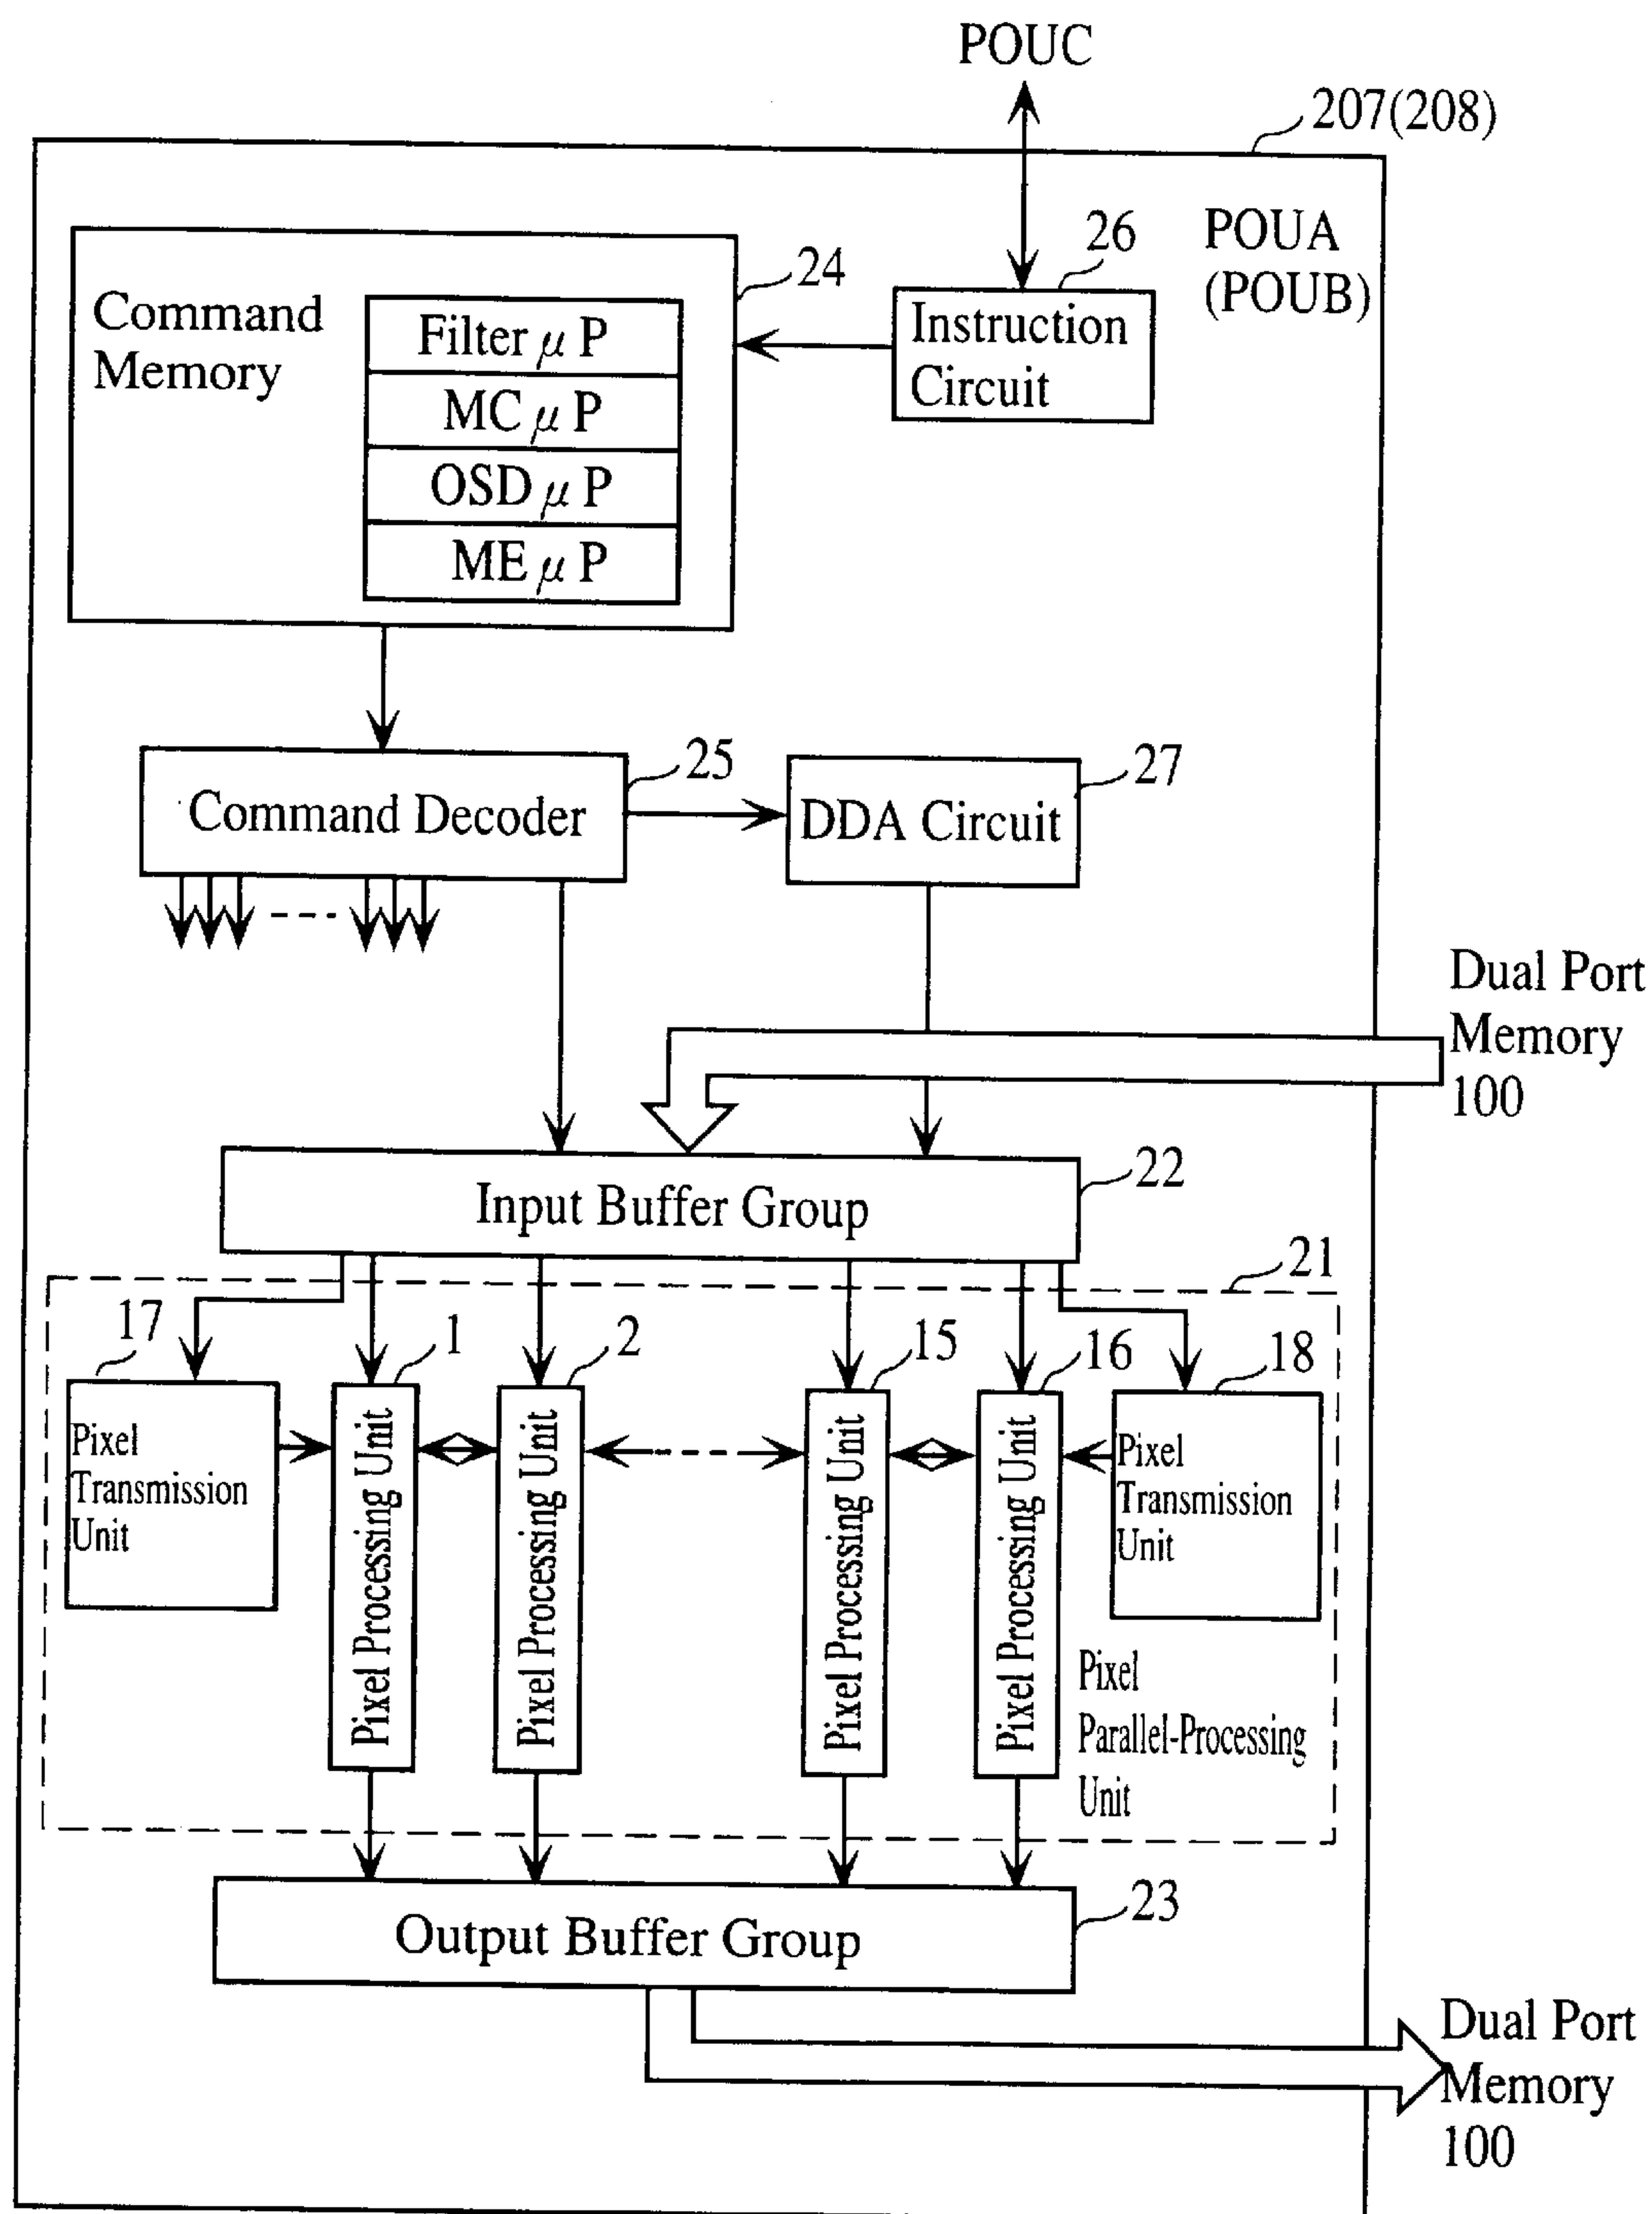 POUC
207(208)
POUA
(POUB)
26
Instruction
Circuit
24
Command
Memory
Filter μ P
MC μ P
OSD μ P
ME μ P
25
Command Decoder
27
DDA Circuit
Dual Port
Memory
100
22
Input Buffer Group
21
17
1
2
15
16
18
Pixel
Transmission
Unit
Pixel Processing Unit
Pixel Processing Unit
Pixel Processing Unit
Pixel Processing Unit
Pixel
Transmission
Unit
Pixel
Parallel-Processing
Unit
23
Output Buffer Group
Dual Port
Memory
100